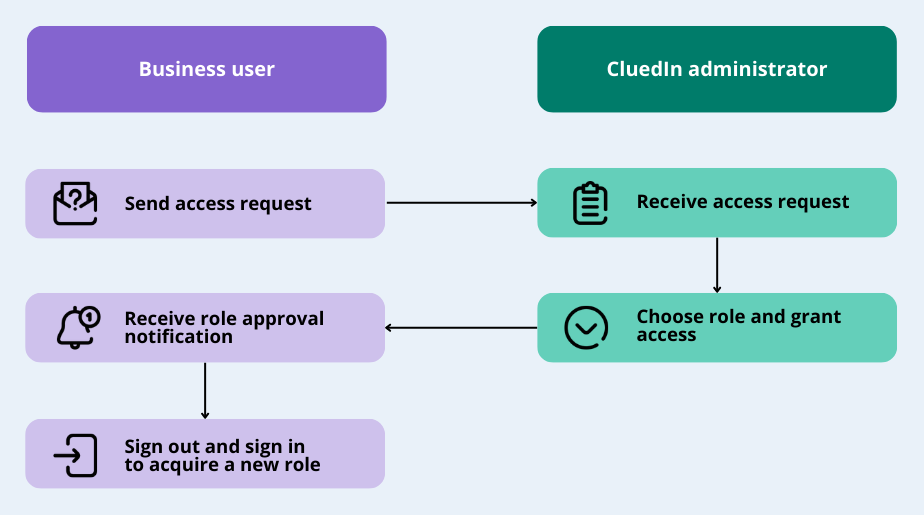 Business user
CluedIn administrator
Send access request
Receive access request
Receive role approval
notification
1
Choose role and grant
access
Sign out and sign in
to acquire a new role